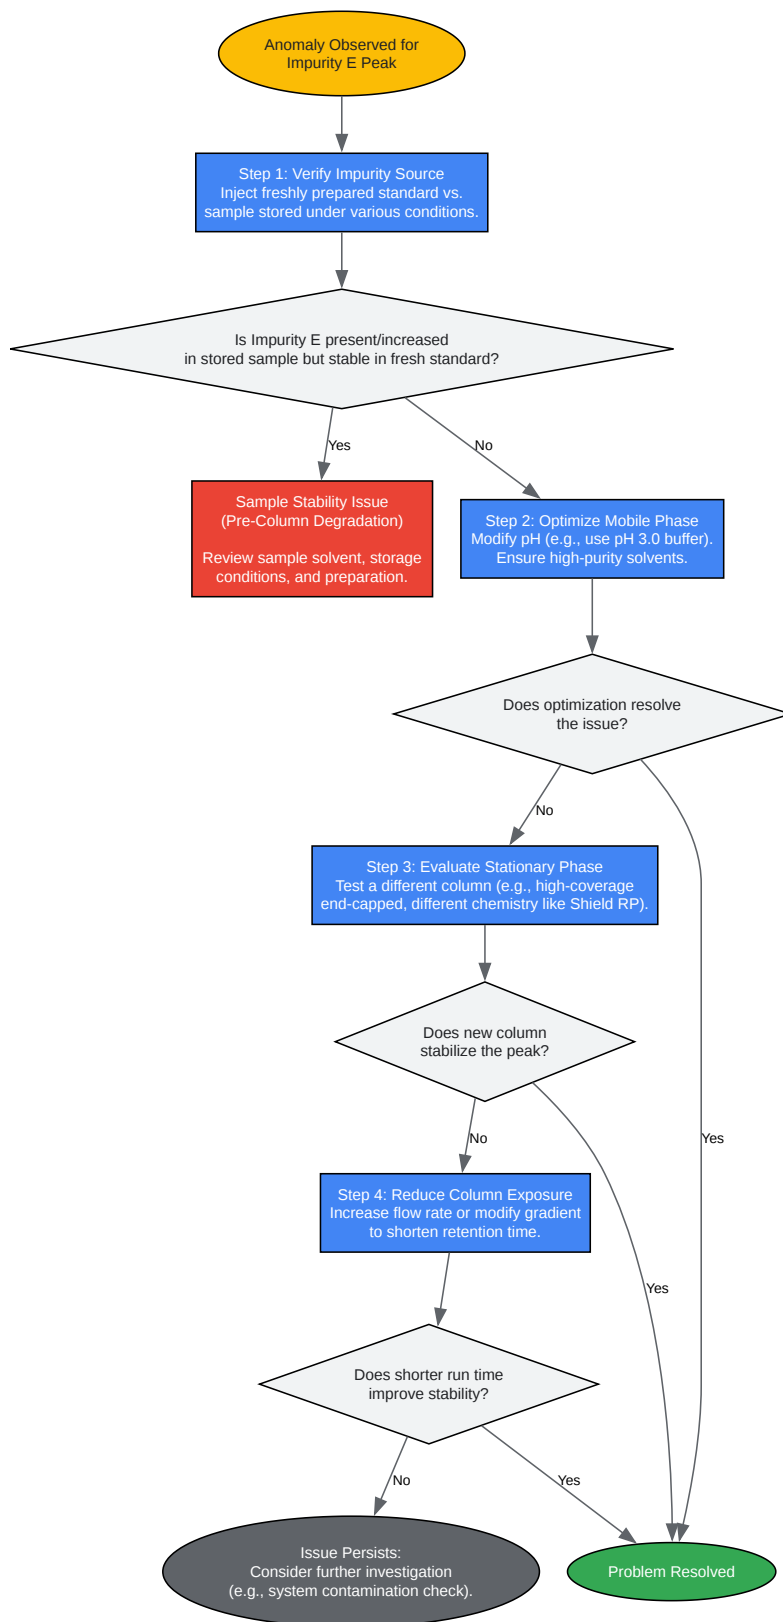 Anomaly Observed for
Impurity E Peak
Step 1: Verify Impurity Source
Inject freshly prepared standard vs.
sample stored under various conditions.
Is Impurity E present/increased
in stored sample but stable in fresh standard?
Yes
No
Sample Stability Issue
(Pre-Column Degradation)
Review sample solvent, storage
conditions, and preparation.
Step 2: Optimize Mobile Phase
Modify pH (e.g., use pH 3.0 buffer).
Ensure high-purity solvents.
Does optimization resolve
the issue?
No
Step 3: Evaluate Stationary Phase
Test a different column (e.g., high-coverage
end-capped, different chemistry like Shield RP).
Does new column
stabilize the peak?
No
Yes
Step 4: Reduce Column Exposure
Increase flow rate or modify gradient
to shorten retention time.
Yes
Does shorter run time
improve stability?
No
Yes
Issue Persists:
Consider further investigation
(e.g., system contamination check).
Problem Resolved